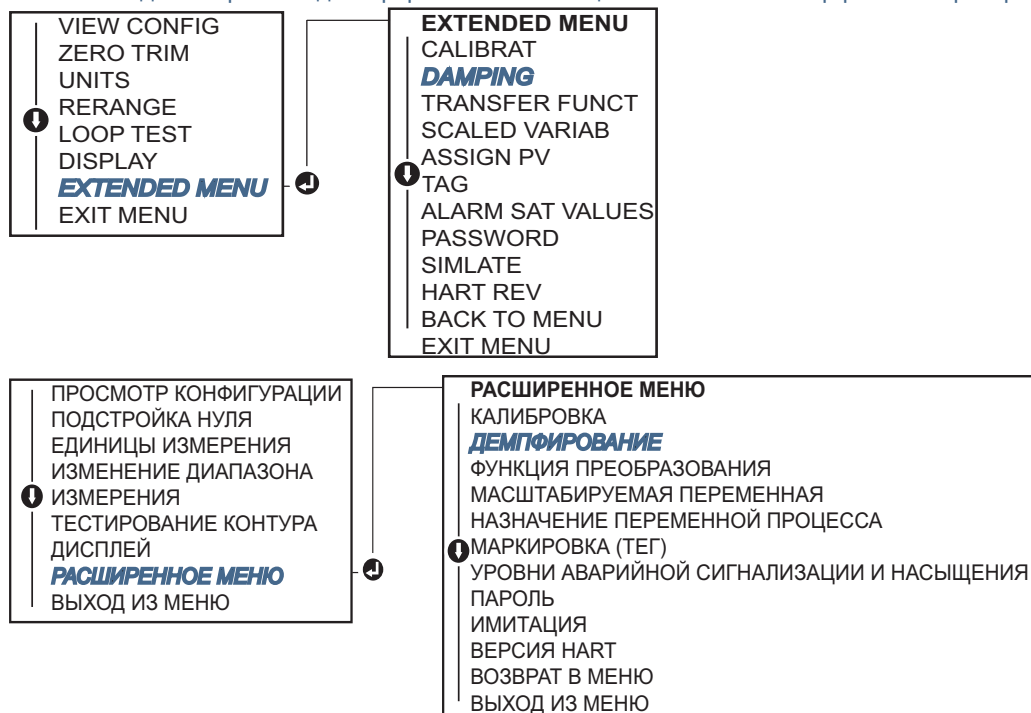 VIEW CONFIG
ZERO TRIM
UNITS
RERANGE
LOOP TEST
DISPLAY
EXTENDED MENU
EXIT MENU
EXTENDED MENU
CALIBRAT
DAMPING
TRANSFER FUNCT
SCALED VARIAB
ASSIGN PV
TAG
ALARM SAT VALUES
PASSWORD
SIMLATE
HART REV
BACK TO MENU
EXIT MENU
ПРОСМОТР КОНФИГУРАЦИИ
ПОДСТРОЙКА НУЛЯ
ЕДИНИЦЫ ИЗМЕРЕНИЯ
ИЗМЕНЕНИЕ ДИАПАЗОНА
ИЗМЕРЕНИЯ
ТЕСТИРОВАНИЕ КОНТУРА
ДИСПЛЕЙ
РАСШИРЕННОЕ МЕНЮ
ВЫХОД ИЗ МЕНЮ
РАСШИРЕННОЕ МЕНЮ
КАЛИБРОВКА
ДЕМПФИРОВАНИЕ
ФУНКЦИЯ ПРЕОБРАЗОВАНИЯ
МАСШТАБИРУЕМАЯ ПЕРЕМЕННАЯ
НАЗНАЧЕНИЕ ПЕРЕМЕННОЙ ПРОЦЕССА
МАРКИРОВКА (ТЕГ)
УРОВНИ АВАРИЙНОЙ СИГНАЛИЗАЦИИ И НАСЫЩЕНИЯ
ПАРОЛЬ
ИМИТАЦИЯ
ВЕРСИЯ HART
ВОЗВРАТ В МЕНЮ
ВЫХОД ИЗ МЕНЮ